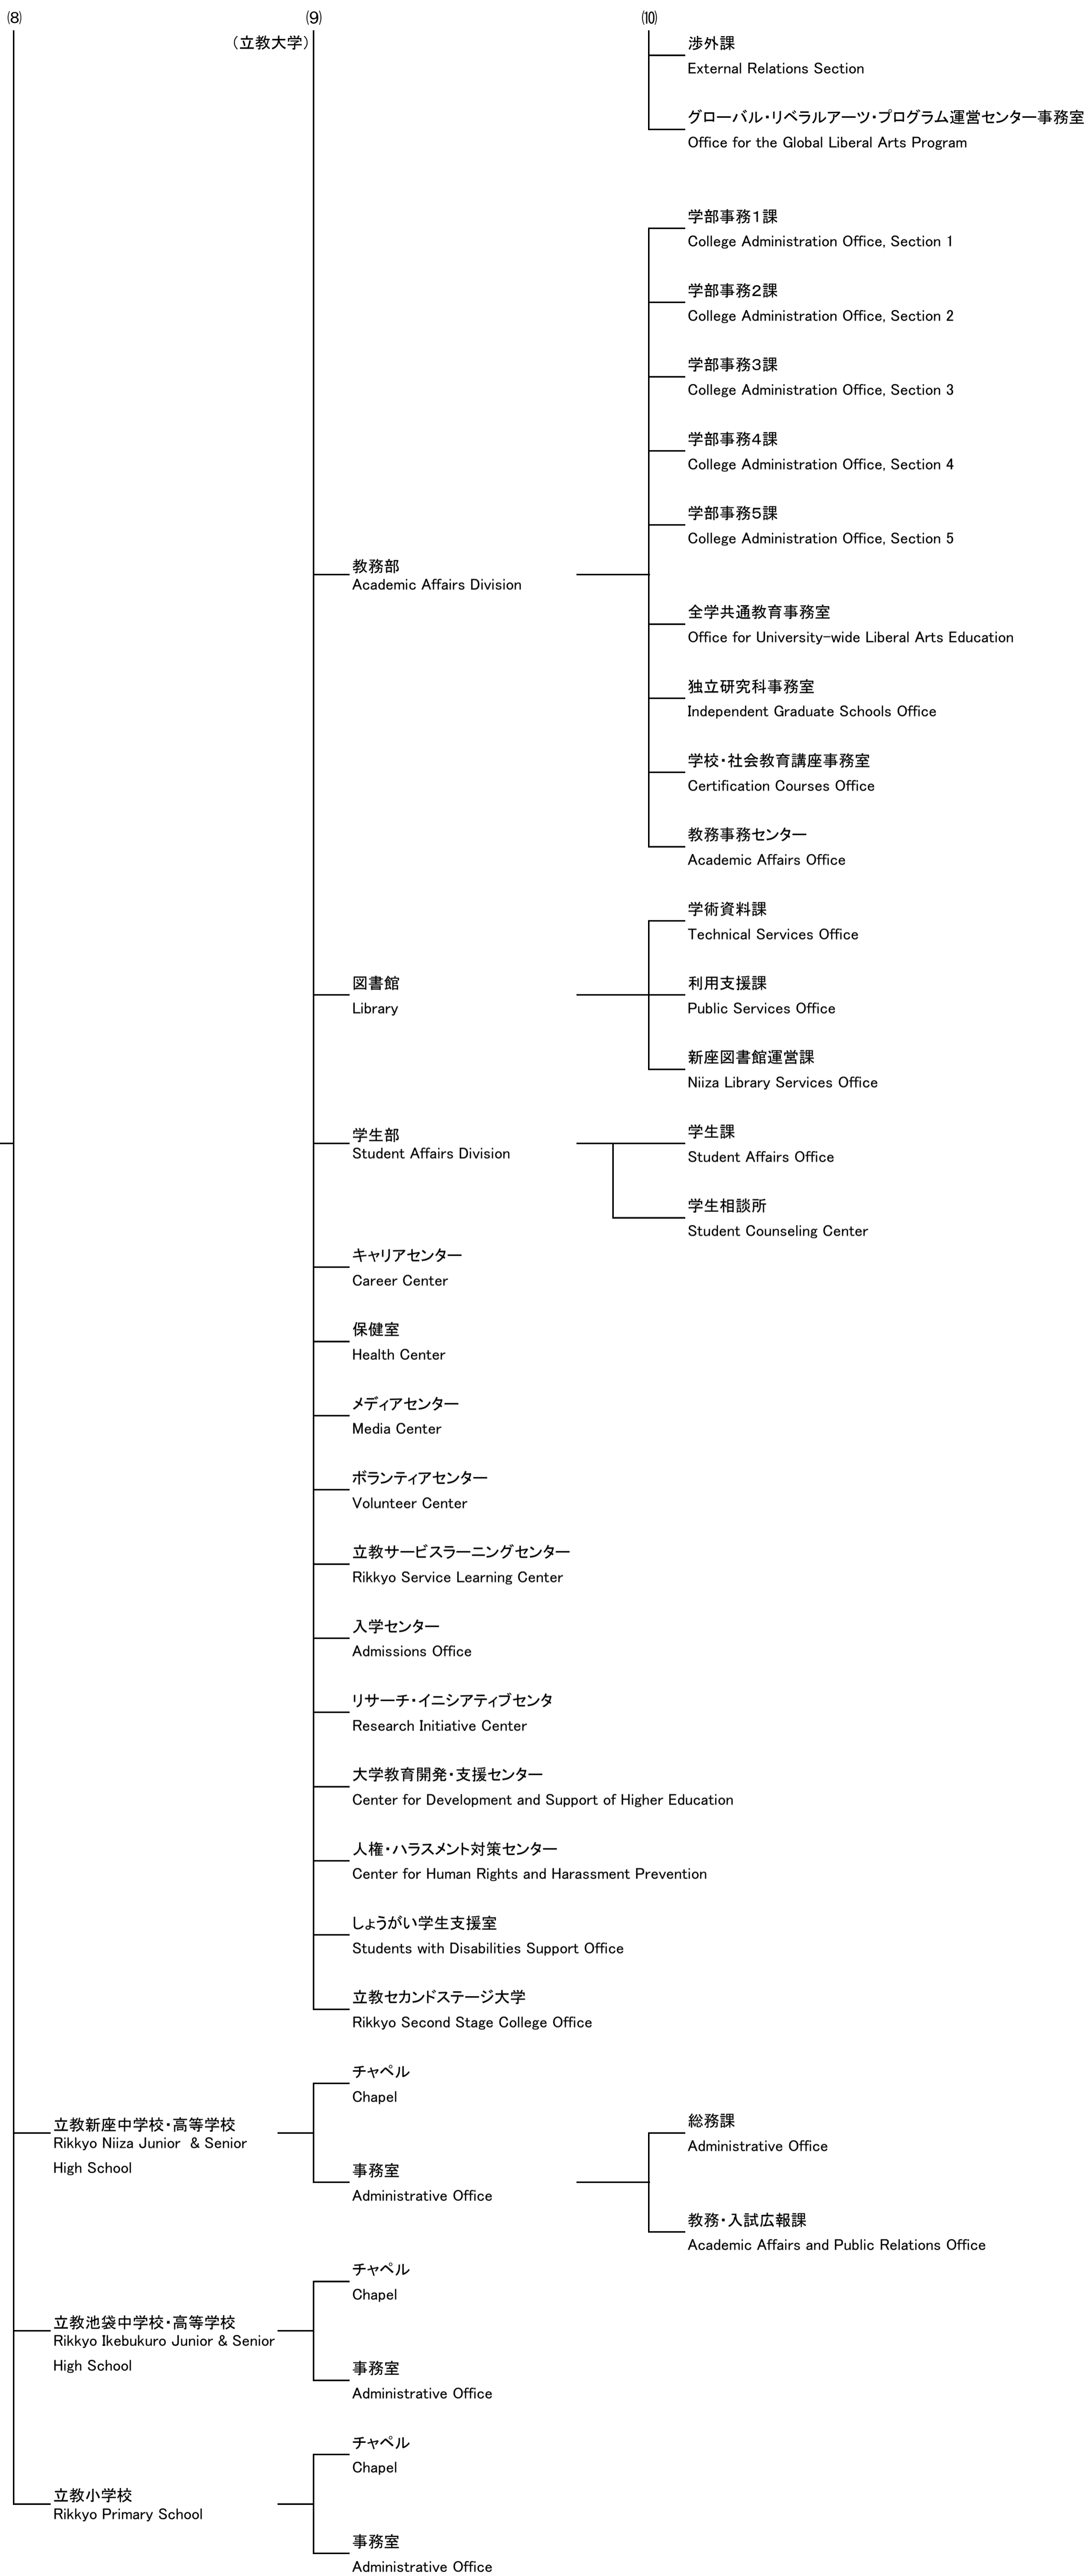 ⑻
⑼
⑽
（立教大学）
渉外課
External Relations Section
グローバル・リベラルアーツ・プログラム運営センター事務室
Office for the Global Liberal Arts Program
学部事務１課
College Administration Office, Section 1
学部事務２課
College Administration Office, Section 2
学部事務３課
College Administration Office, Section 3
学部事務４課
College Administration Office, Section 4
学部事務５課
College Administration Office, Section 5
教務部
Academic Affairs Division
全学共通教育事務室
Office for University-wide Liberal Arts Education
独立研究科事務室
Independent Graduate Schools Office
学校・社会教育講座事務室
Certification Courses Office
教務事務センター
Academic Affairs Office
学術資料課
Technical Services Office
図書館
Library
利用支援課
Public Services Office
新座図書館運営課
Niiza Library Services Office
学生部
Student Affairs Division
学生課
Student Affairs Office
学生相談所
Student Counseling Center
キャリアセンター
Career Center
保健室
Health Center
メディアセンター
Media Center
ボランティアセンター
Volunteer Center
立教サービスラーニングセンター
Rikkyo Service Learning Center
入学センター
Admissions Office
リサーチ・イニシアティブセンタ
Research Initiative Center
大学教育開発・支援センター
Center for Development and Support of Higher Education
人権・ハラスメント対策センター
Center for Human Rights and Harassment Prevention
しょうがい学生支援室
Students with Disabilities Support Office
立教セカンドステージ大学
Rikkyo Second Stage College Office
チャペル
Chapel
立教新座中学校・高等学校
Rikkyo Niiza Junior & Senior
High School
事務室
Administrative Office
総務課
Administrative Office
教務・入試広報課
Academic Affairs and Public Relations Office
チャペル
Chapel
立教池袋中学校・高等学校
Rikkyo Ikebukuro Junior & Senior
High School
事務室
Administrative Office
チャペル
Chapel
立教小学校
Rikkyo Primary School
事務室
Administrative Office